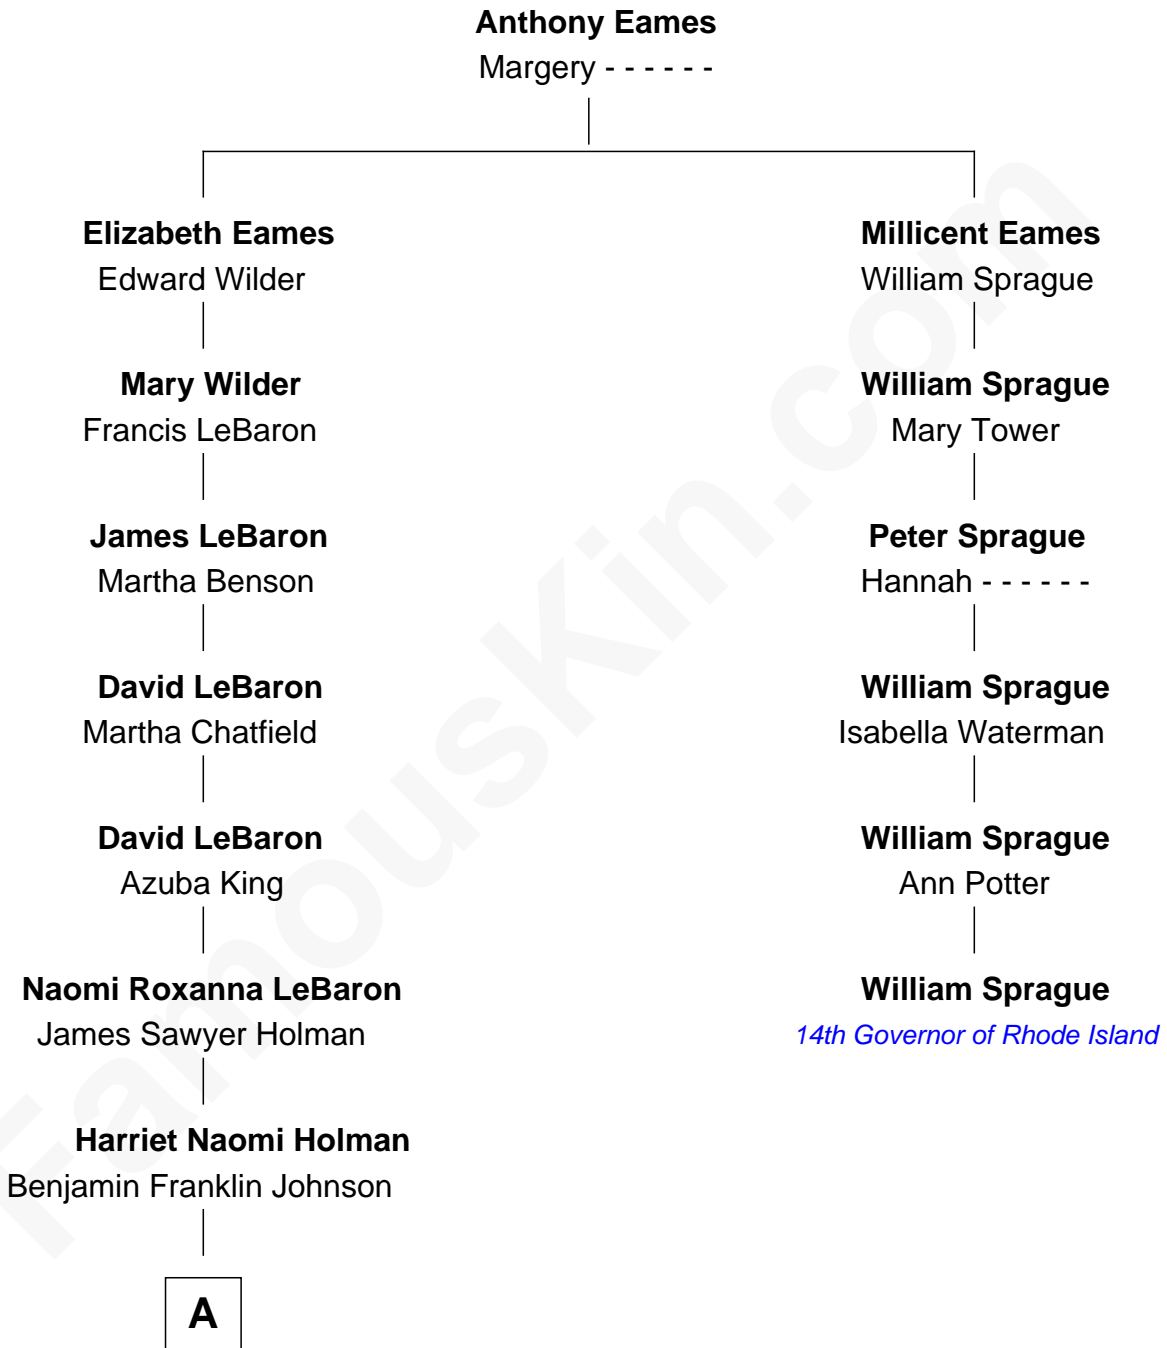 Anthony Eames
Margery - - - - - -
Elizabeth Eames
Edward Wilder
Mary Wilder
Francis LeBaron
James LeBaron
Martha Benson
David LeBaron
Martha Chatfield
David LeBaron
Azuba King
Naomi Roxanna LeBaron
James Sawyer Holman
Harriet Naomi Holman
Benjamin Franklin Johnson
A
Millicent Eames
William Sprague
William Sprague
Mary Tower
Peter Sprague
Hannah - - - - - -
William Sprague
Isabella Waterman
William Sprague
Ann Potter
William Sprague
14th Governor of Rhode Island
FamousKin.com